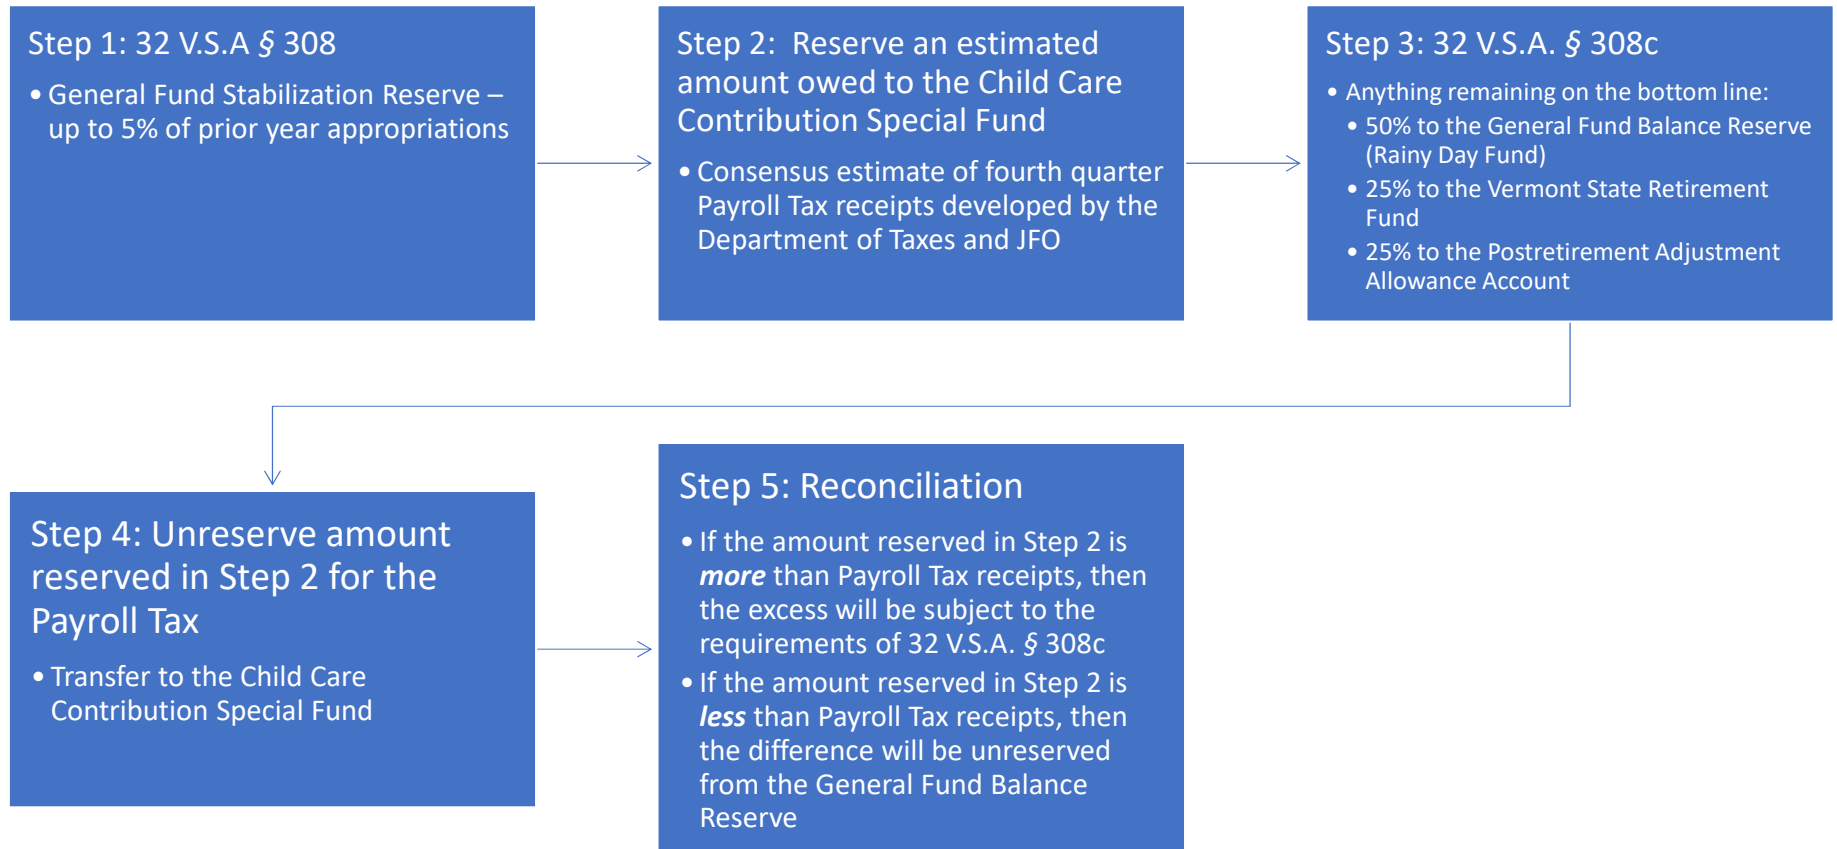 Step 1: 32 V.S.A § 308
• General Fund Stabilization Reserve –
up to 5% of prior year appropriations
Step 2:  Reserve an estimated
amount owed to the Child Care
Contribution Special Fund
• Consensus estimate of fourth quarter
Payroll Tax receipts developed by the
Department of Taxes and JFO
Step 3: 32 V.S.A. § 308c
• Anything remaining on the bottom line:
• 50% to the General Fund Balance Reserve
(Rainy Day Fund)
• 25% to the Vermont State Retirement
Fund
• 25% to the Postretirement Adjustment
Allowance Account
Step 4: Unreserve amount
reserved in Step 2 for the
Payroll Tax
• Transfer to the Child Care
Contribution Special Fund
Step 5: Reconciliation
• If the amount reserved in Step 2 is
more than Payroll Tax receipts, then
the excess will be subject to the
requirements of 32 V.S.A. § 308c
• If the amount reserved in Step 2 is
less than Payroll Tax receipts, then
the difference will be unreserved
from the General Fund Balance
Reserve